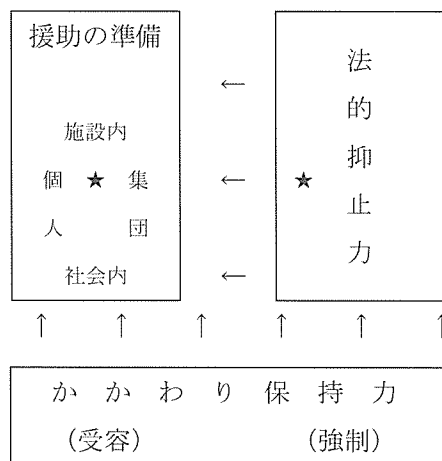 援助の準備
施設内
個人
★
集団
社会内
←
←
←
法的抑止力
★
↑ ↑ ↑ ↑ ↑ ↑
かかわり保持力
(受容) (強制)